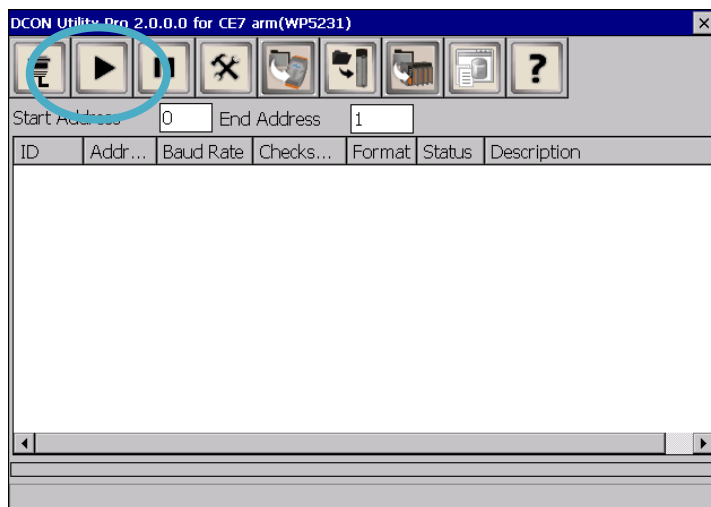 DCON Utility Pro 2.0.0.0 for CE7 arm(WP5231)
?
Start Address 0 End Address 1
ID Addr... Baud Rate Checks... Format Status Description